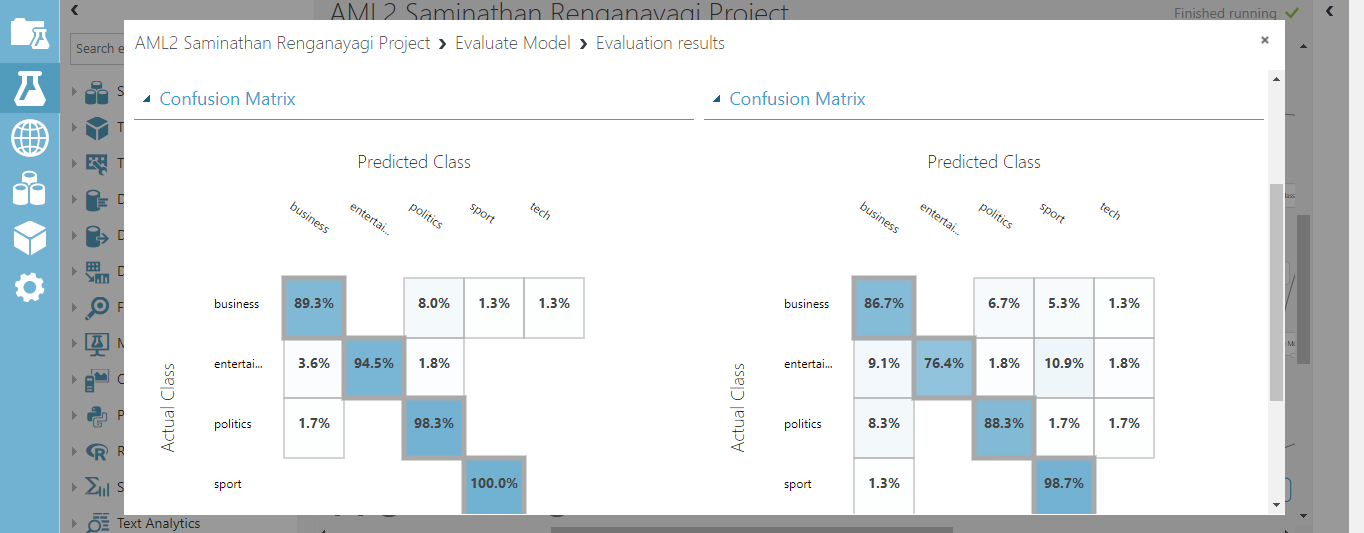 AML2 Saminathan Renganayagi Project
Finished running
Search e
AML2 Saminathan Renganayagi Project › Evaluate Model › Evaluation results
Confusion Matrix
Predicted Class
business entertai... politics sport tech
Actual Class
business 89.3% 8.0% 1.3% 1.3%
entertai... 3.6% 94.5% 1.8%
politics 1.7% 98.3%
sport 100.0%
Confusion Matrix
Predicted Class
business entertai... politics sport tech
Actual Class
business 86.7% 6.7% 5.3% 1.3%
entertai... 9.1% 76.4% 1.8% 10.9% 1.8%
politics 8.3% 88.3% 1.7% 1.7%
sport 1.3% 98.7%
S
T
T
D
D
D
F
M
C
P
R
S
Text Analytics